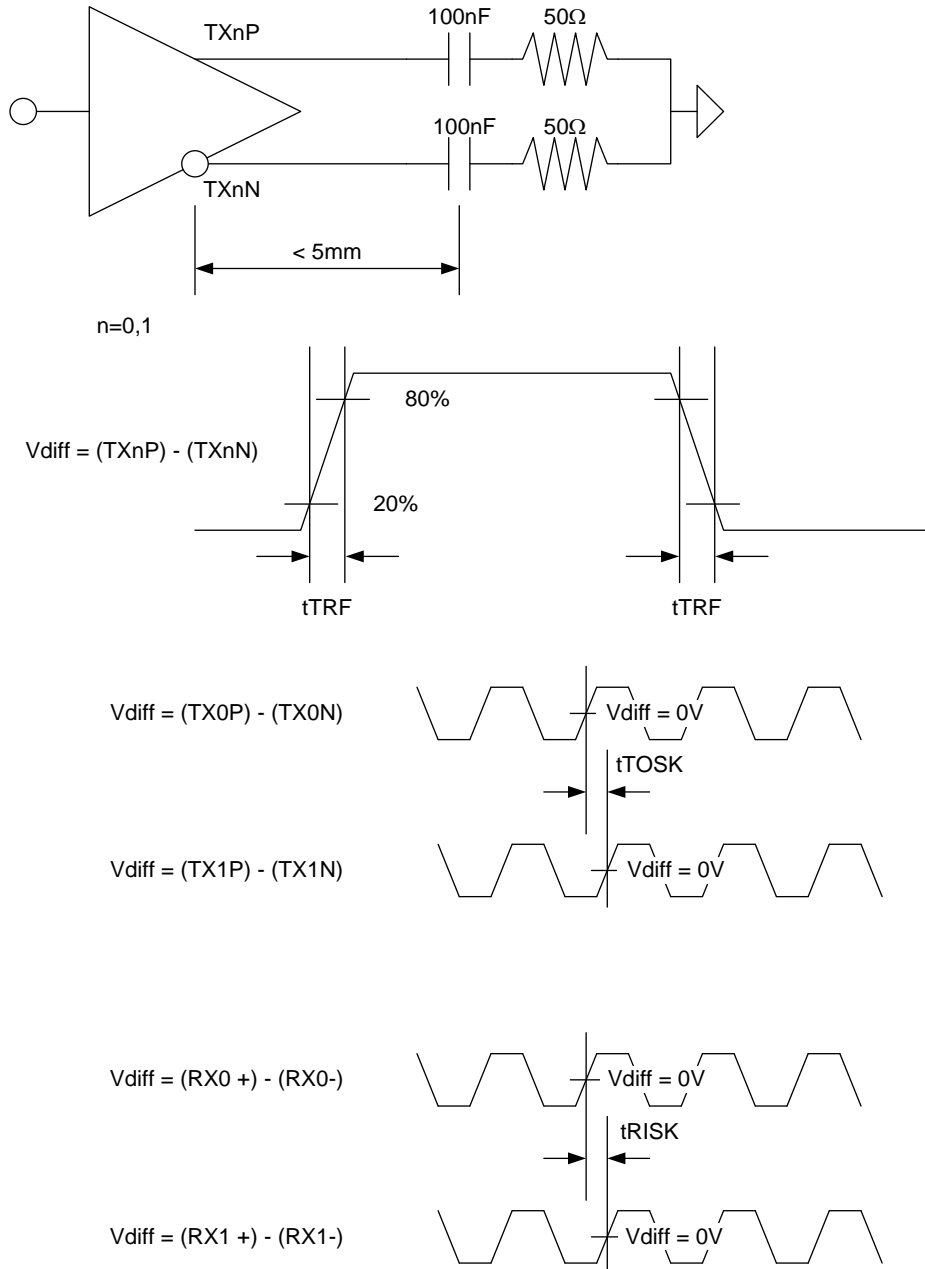 100nF
50Ω
TXnP
100nF
50Ω
TXnN
< 5mm
n=0,1
80%
Vdiff = (TXnP) - (TXnN)
20%
tTRF
tTRF
Vdiff = (TX0P) - (TX0N)
Vdiff = 0V
tTOSK
Vdiff = (TX1P) - (TX1N)
Vdiff = 0V
Vdiff = (RX0 +) - (RX0-)
Vdiff = 0V
tRISK
Vdiff = (RX1 +) - (RX1-)
Vdiff = 0V